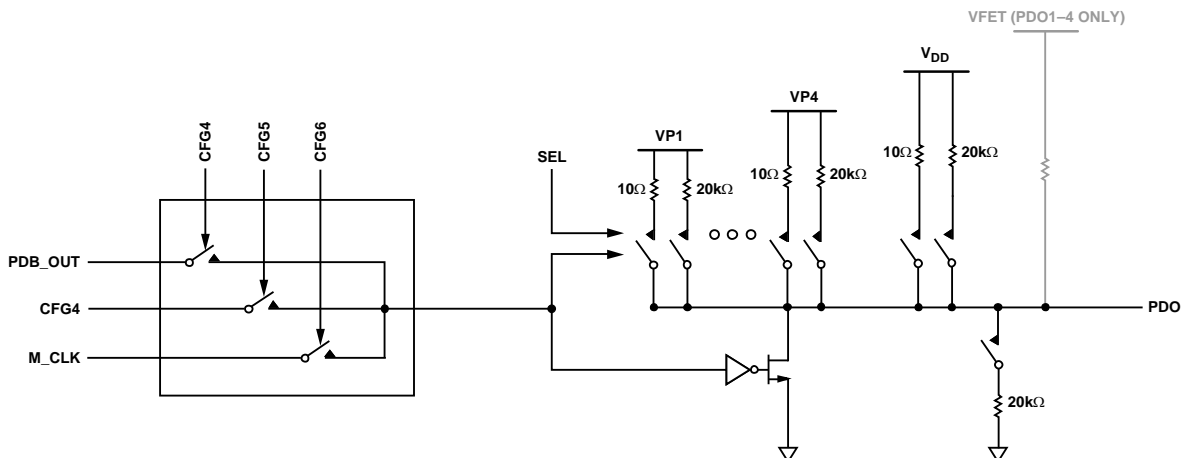 VFET (PDO1–4 ONLY)
VDD
VP4
CFG4
CFG5
CFG6
VP1
SEL
10Ω
20kΩ
10Ω
20kΩ
10Ω
20kΩ
PDB_OUT
CFG4
M_CLK
PDO
20kΩ